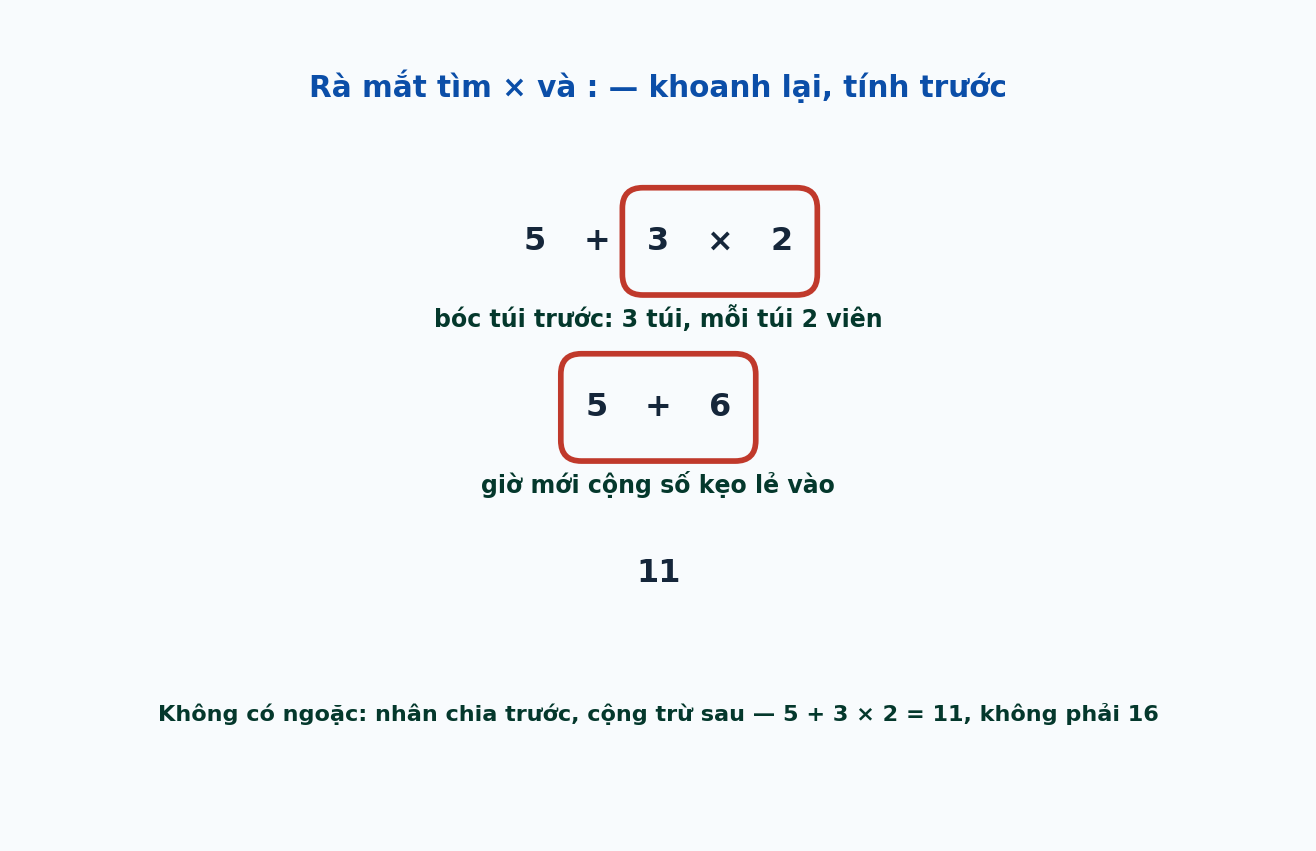 Rà mắt tìm × và : — khoanh lại, tính trước
5 + 3 × 2
bóc túi trước: 3 túi, mỗi túi 2 viên
5 + 6
giờ mới cộng số kẹo lẻ vào
11
Không có ngoặc: nhân chia trước, cộng trừ sau — 5 + 3 × 2 = 11, không phải 16